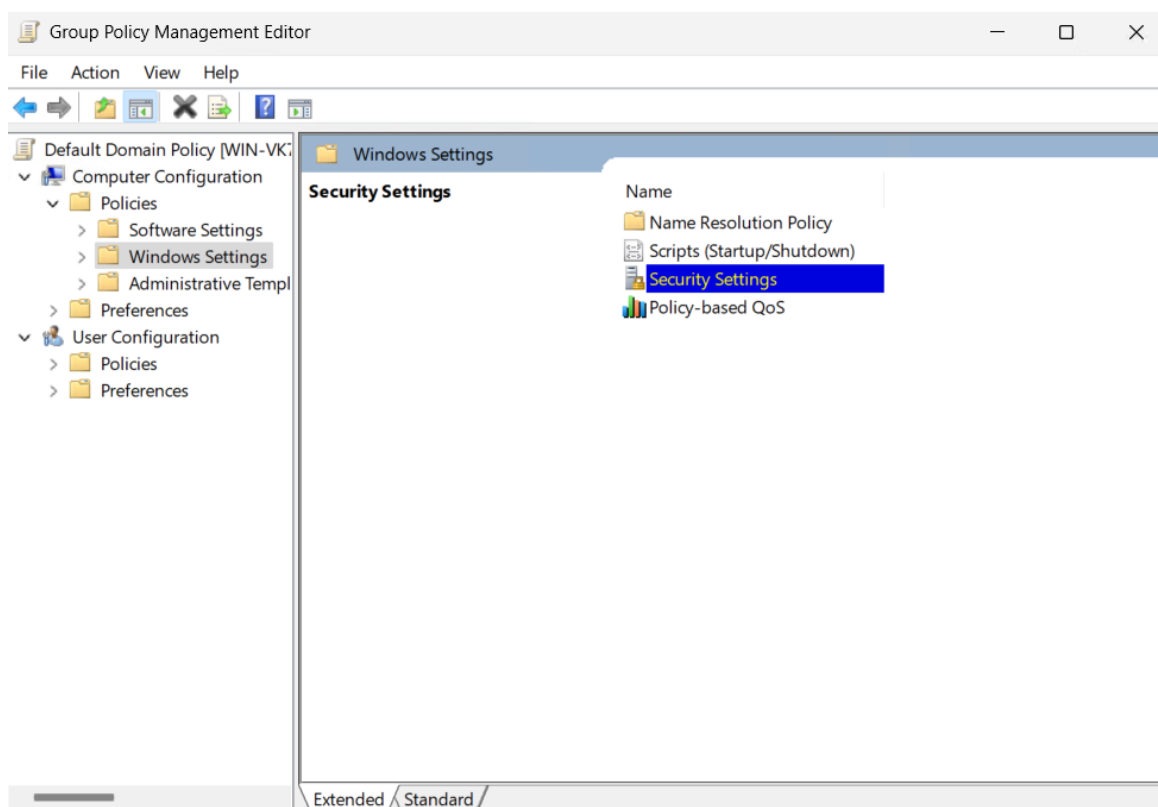 Group Policy Management Editor
File Action View Help
Default Domain Policy [WIN-VK7
Computer Configuration
Policies
Software Settings
Windows Settings
Administrative Templ
Preferences
User Configuration
Policies
Preferences
Windows Settings
Security Settings
Name
Name Resolution Policy
Scripts (Startup/Shutdown)
Security Settings
Policy-based QoS
Extended Standard